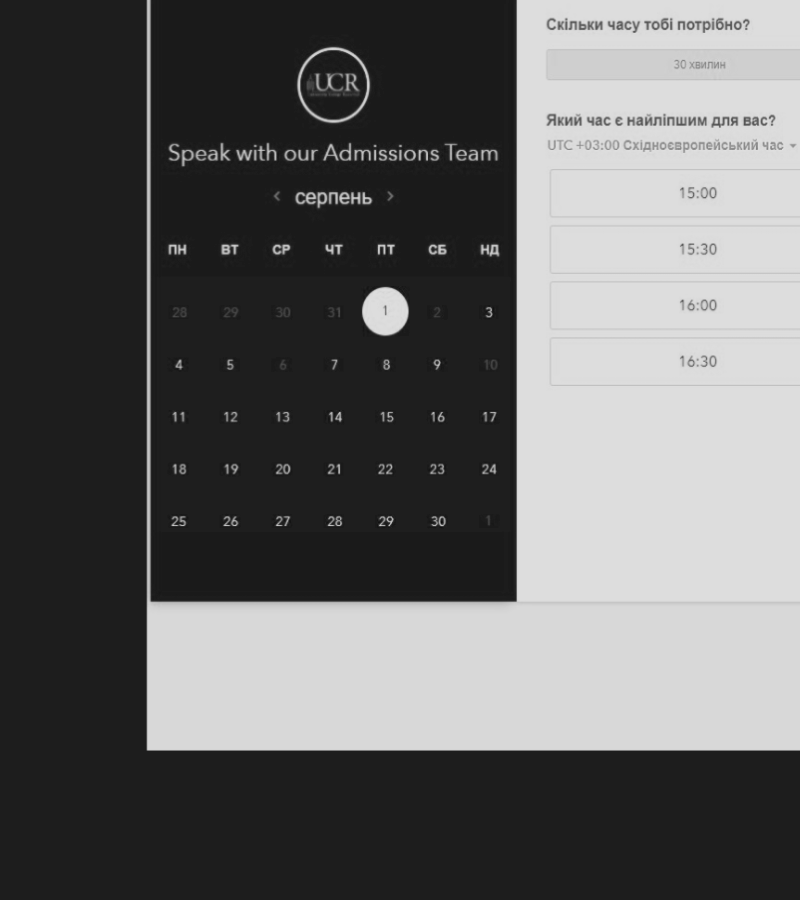 UCR
Speak with our Admissions Team
< серпень >
ПН ВТ СР ЧТ ПТ СБ НД
28 29 30 31 1 2 3
4 5 6 7 8 9 10
11 12 13 14 15 16 17
18 19 20 21 22 23 24
25 26 27 28 29 30 1
Скільки часу тобі потрібно?
30 хвилин
Який час є найліпшим для вас?
UTC +03:00 Східноєвропейський час
15:00
15:30
16:00
16:30